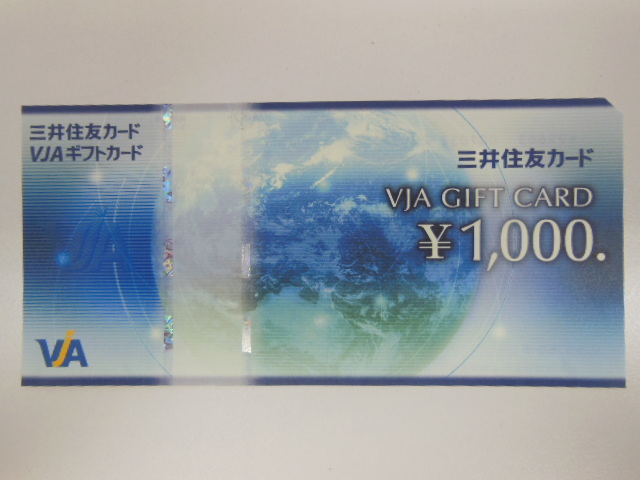 三井住友カード
VJAギフトカード
三井住友カード
VJA GIFT CARD
¥1,000.
VJA